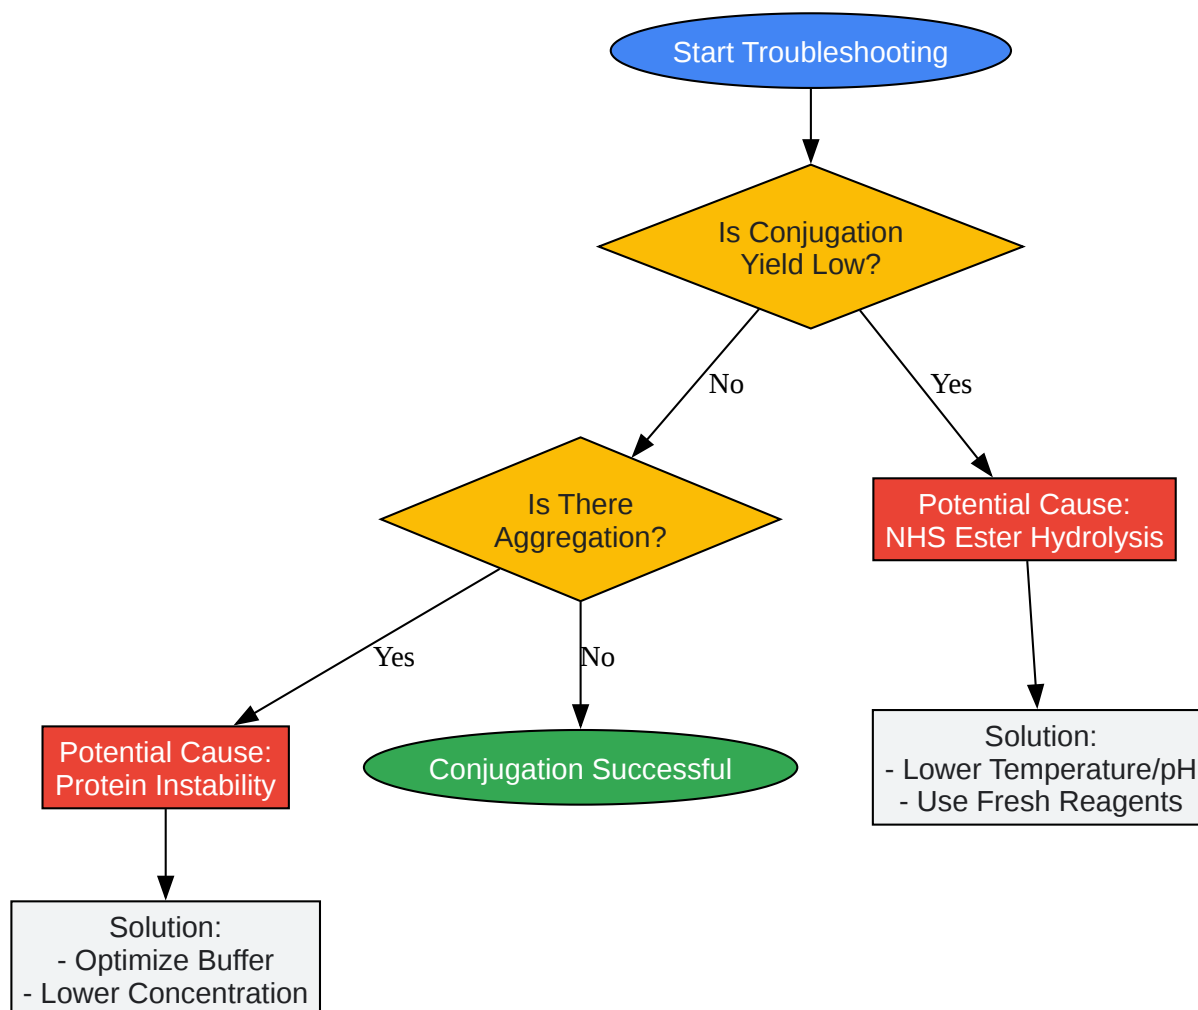 Start Troubleshooting
Is Conjugation
Yield Low?
No
Yes
Is There
Aggregation?
Potential Cause:
NHS Ester Hydrolysis
Yes
No
Potential Cause:
Protein Instability
Conjugation Successful
Solution:
- Lower Temperature/pH
- Use Fresh Reagents
Solution:
- Optimize Buffer
- Lower Concentration